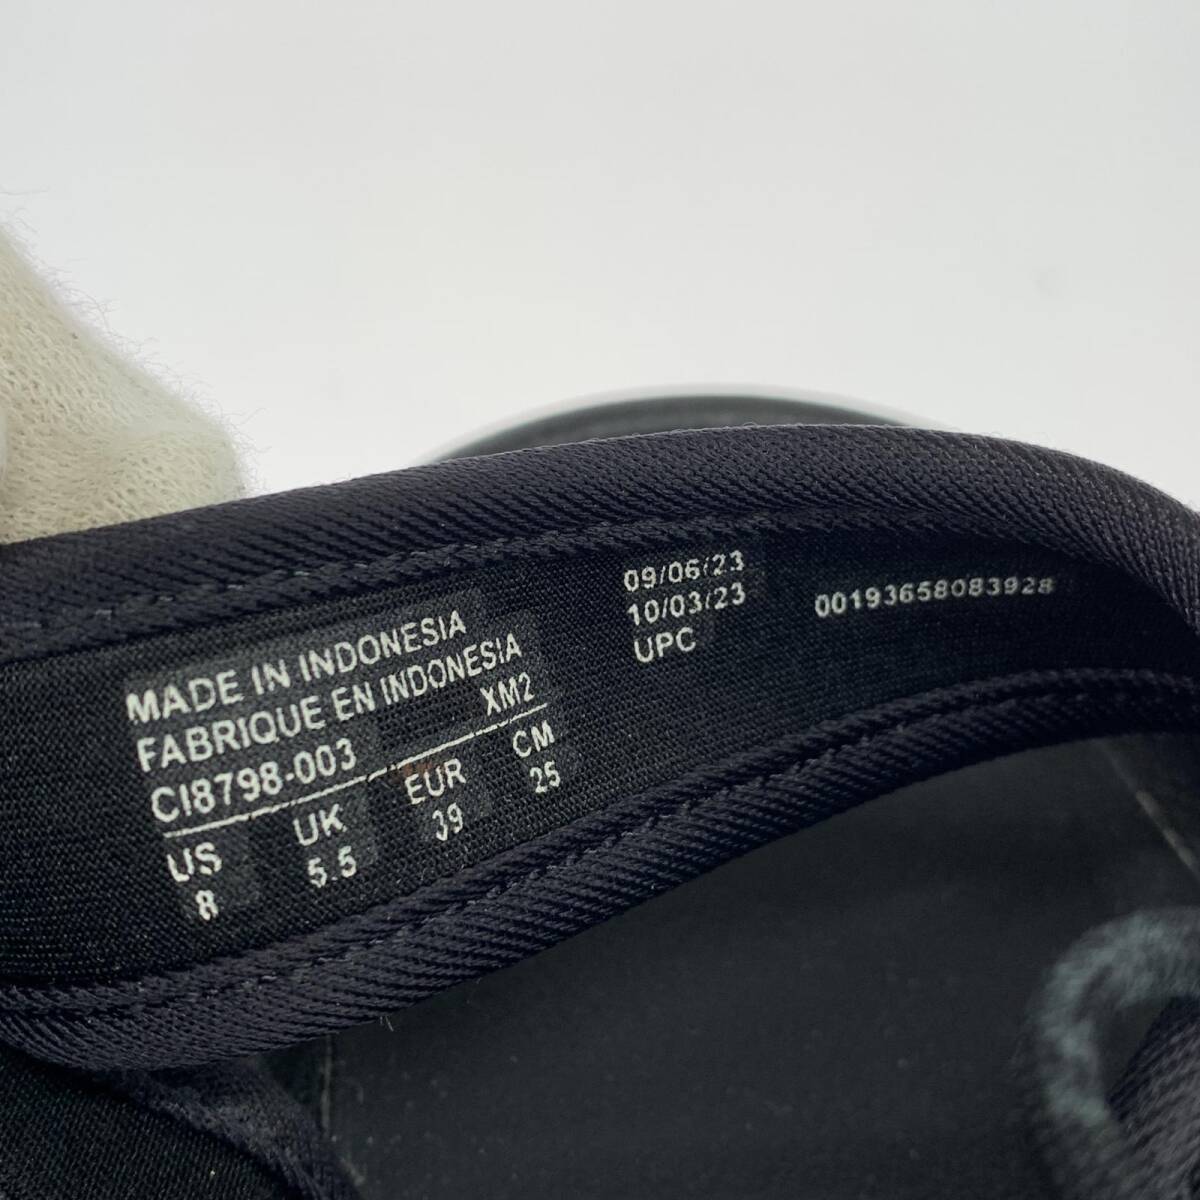 MADE IN INDONESIA
FABRIQUE EN INDONESIA
CI8798-003 XM2
US UK EUR CM
8 5.5 39 25
09/06/23
10/03/23
UPC 00193658083928